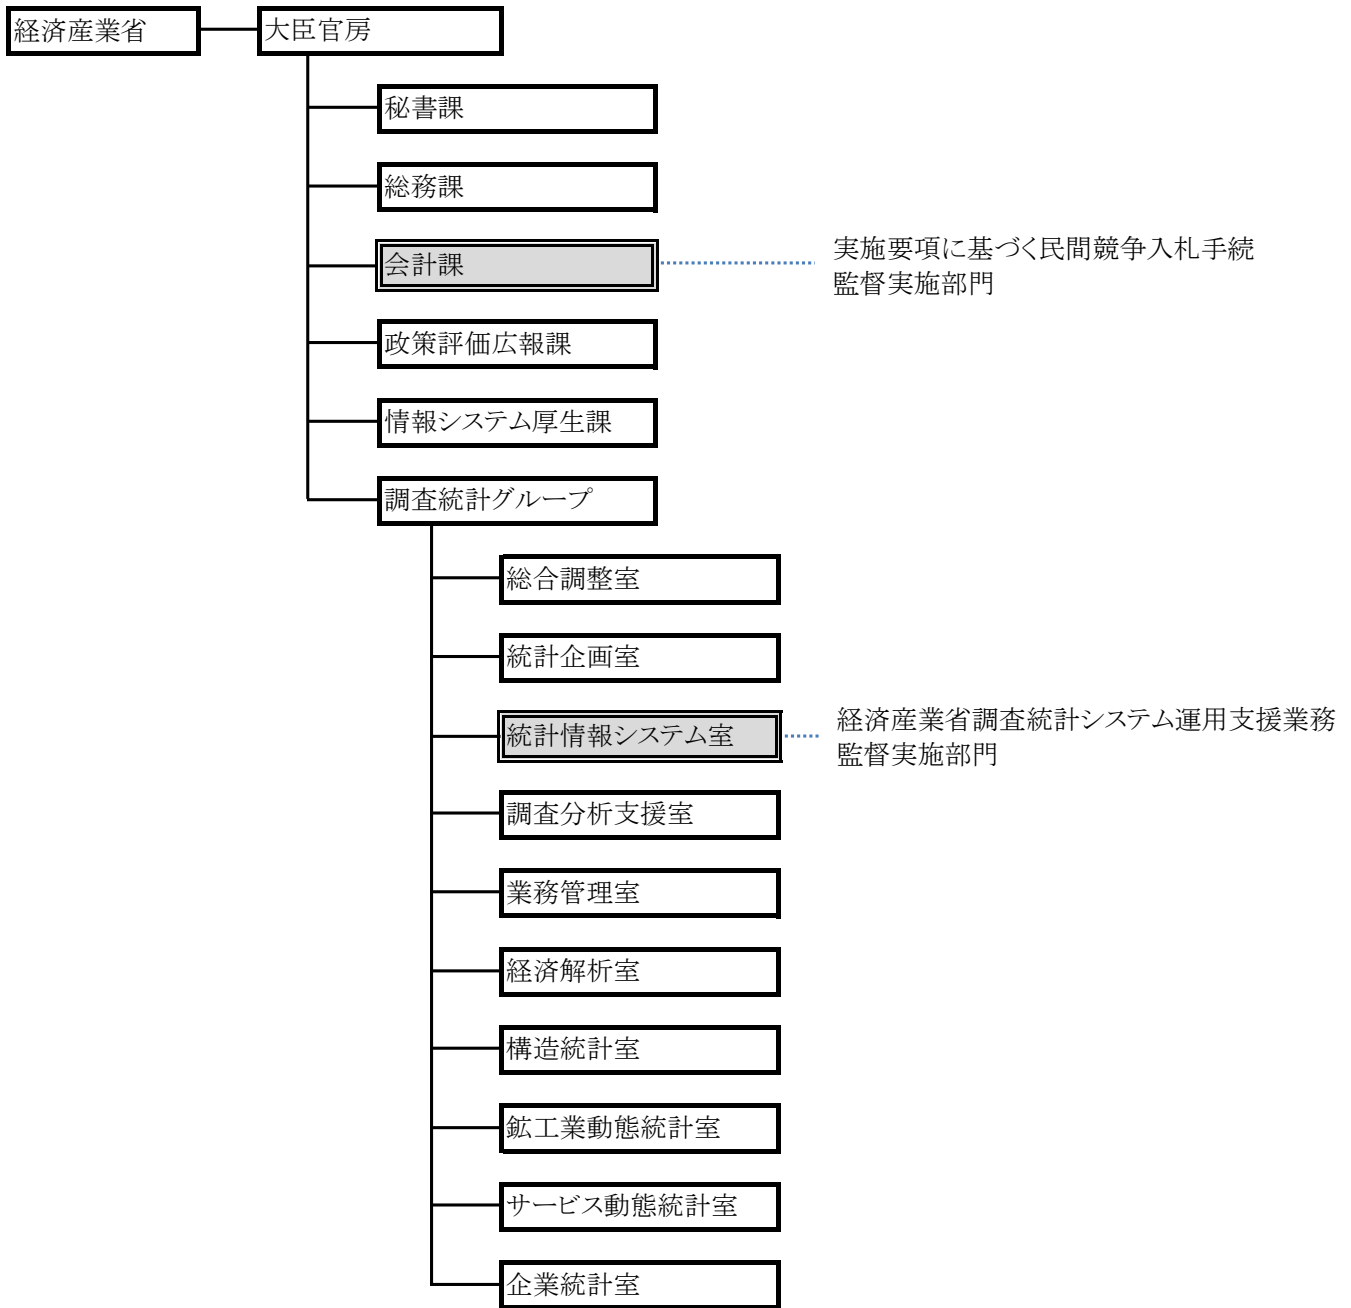 経済産業省
大臣官房
秘書課
総務課
会計課
実施要項に基づく民間競争入札手続
監督実施部門
政策評価広報課
情報システム厚生課
調査統計グループ
総合調整室
統計企画室
統計情報システム室
経済産業省調査統計システム運用支援業務
監督実施部門
調査分析支援室
業務管理室
経済解析室
構造統計室
鉱工業動態統計室
サービス動態統計室
企業統計室